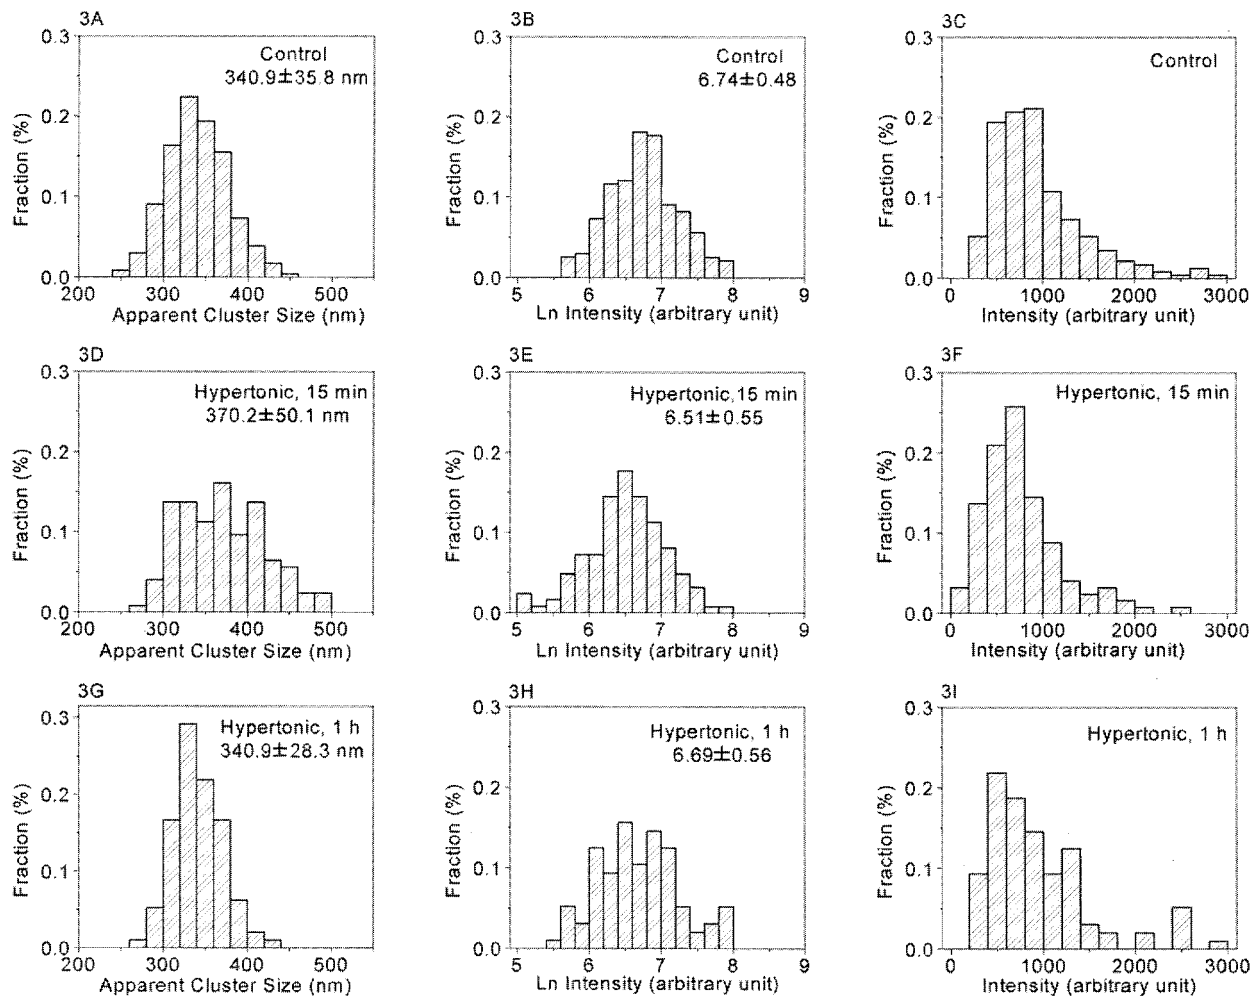 3A
Control
340.9±35.8 nm
0.3
0.2
0.1
0.0
Fraction (%)
200 300 400 500
Apparent Cluster Size (nm)
3B
Control
6.74±0.48
0.3
0.2
0.1
0.0
Fraction (%)
5 6 7 8 9
Ln Intensity (arbitrary unit)
3C
Control
0.3
0.2
0.1
0.0
Fraction (%)
0 1000 2000 3000
Intensity (arbitrary unit)
3D
Hypertonic, 15 min
370.2±50.1 nm
0.3
0.2
0.1
0.0
Fraction (%)
200 300 400 500
Apparent Cluster Size (nm)
3E
Hypertonic,15 min
6.51±0.55
0.3
0.2
0.1
0.0
Fraction (%)
5 6 7 8 9
Ln Intensity (arbitrary unit)
3F
Hypertonic, 15 min
0.3
0.2
0.1
0.0
Fraction (%)
0 1000 2000 3000
Intensity (arbitrary unit)
3G
Hypertonic, 1 h
340.9±28.3 nm
0.3
0.2
0.1
0.0
Fraction (%)
200 300 400 500
Apparent Cluster Size (nm)
3H
Hypertonic, 1 h
6.69±0.56
0.3
0.2
0.1
0.0
Fraction (%)
5 6 7 8 9
Ln Intensity (arbitrary unit)
3I
Hypertonic, 1 h
0.3
0.2
0.1
0.0
Fraction (%)
0 1000 2000 3000
Intensity (arbitrary unit)